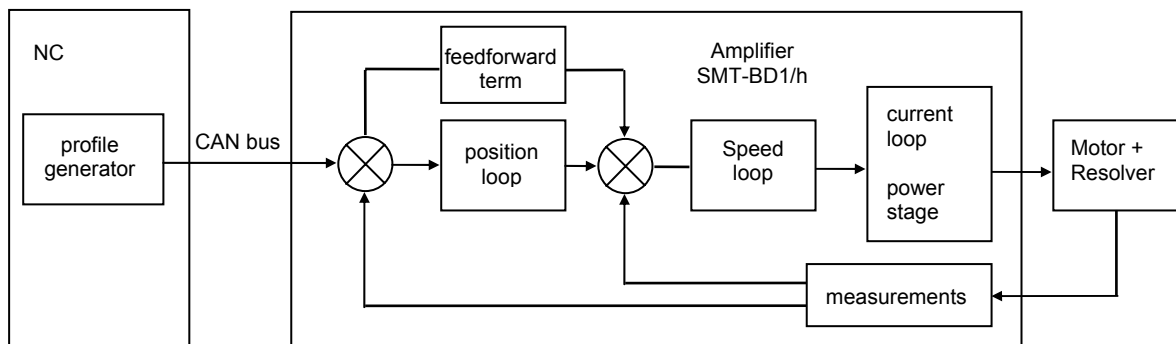 NC
profile
generator
CAN bus
Amplifier
SMT-BD1/h
feedforward
term
position
loop
Speed
loop
current
loop
power
stage
Motor +
Resolver
measurements